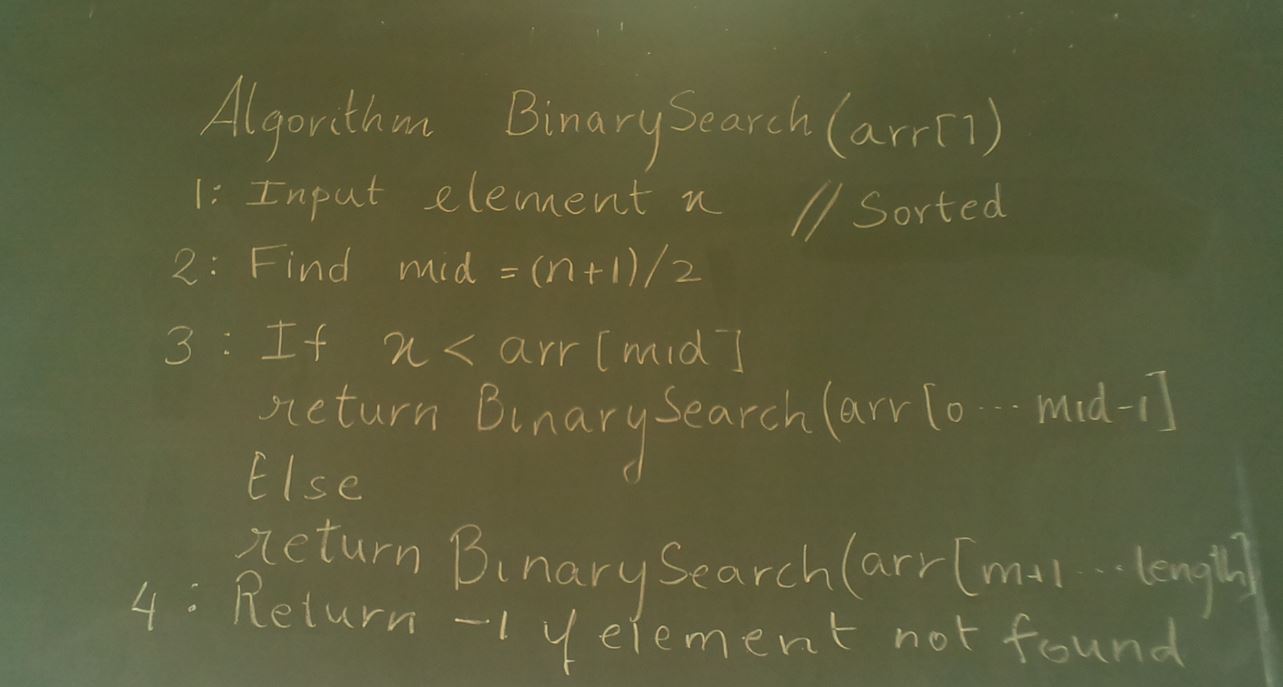 Algorithm BinarySearch(arr[])
1: Input element x // Sorted
2: Find mid = (n+1)/2
3: If x < arr[mid]
return BinarySearch(arr[0...mid-1]
Else
return BinarySearch(arr[m+1...length]
4: Return -1 if element not found